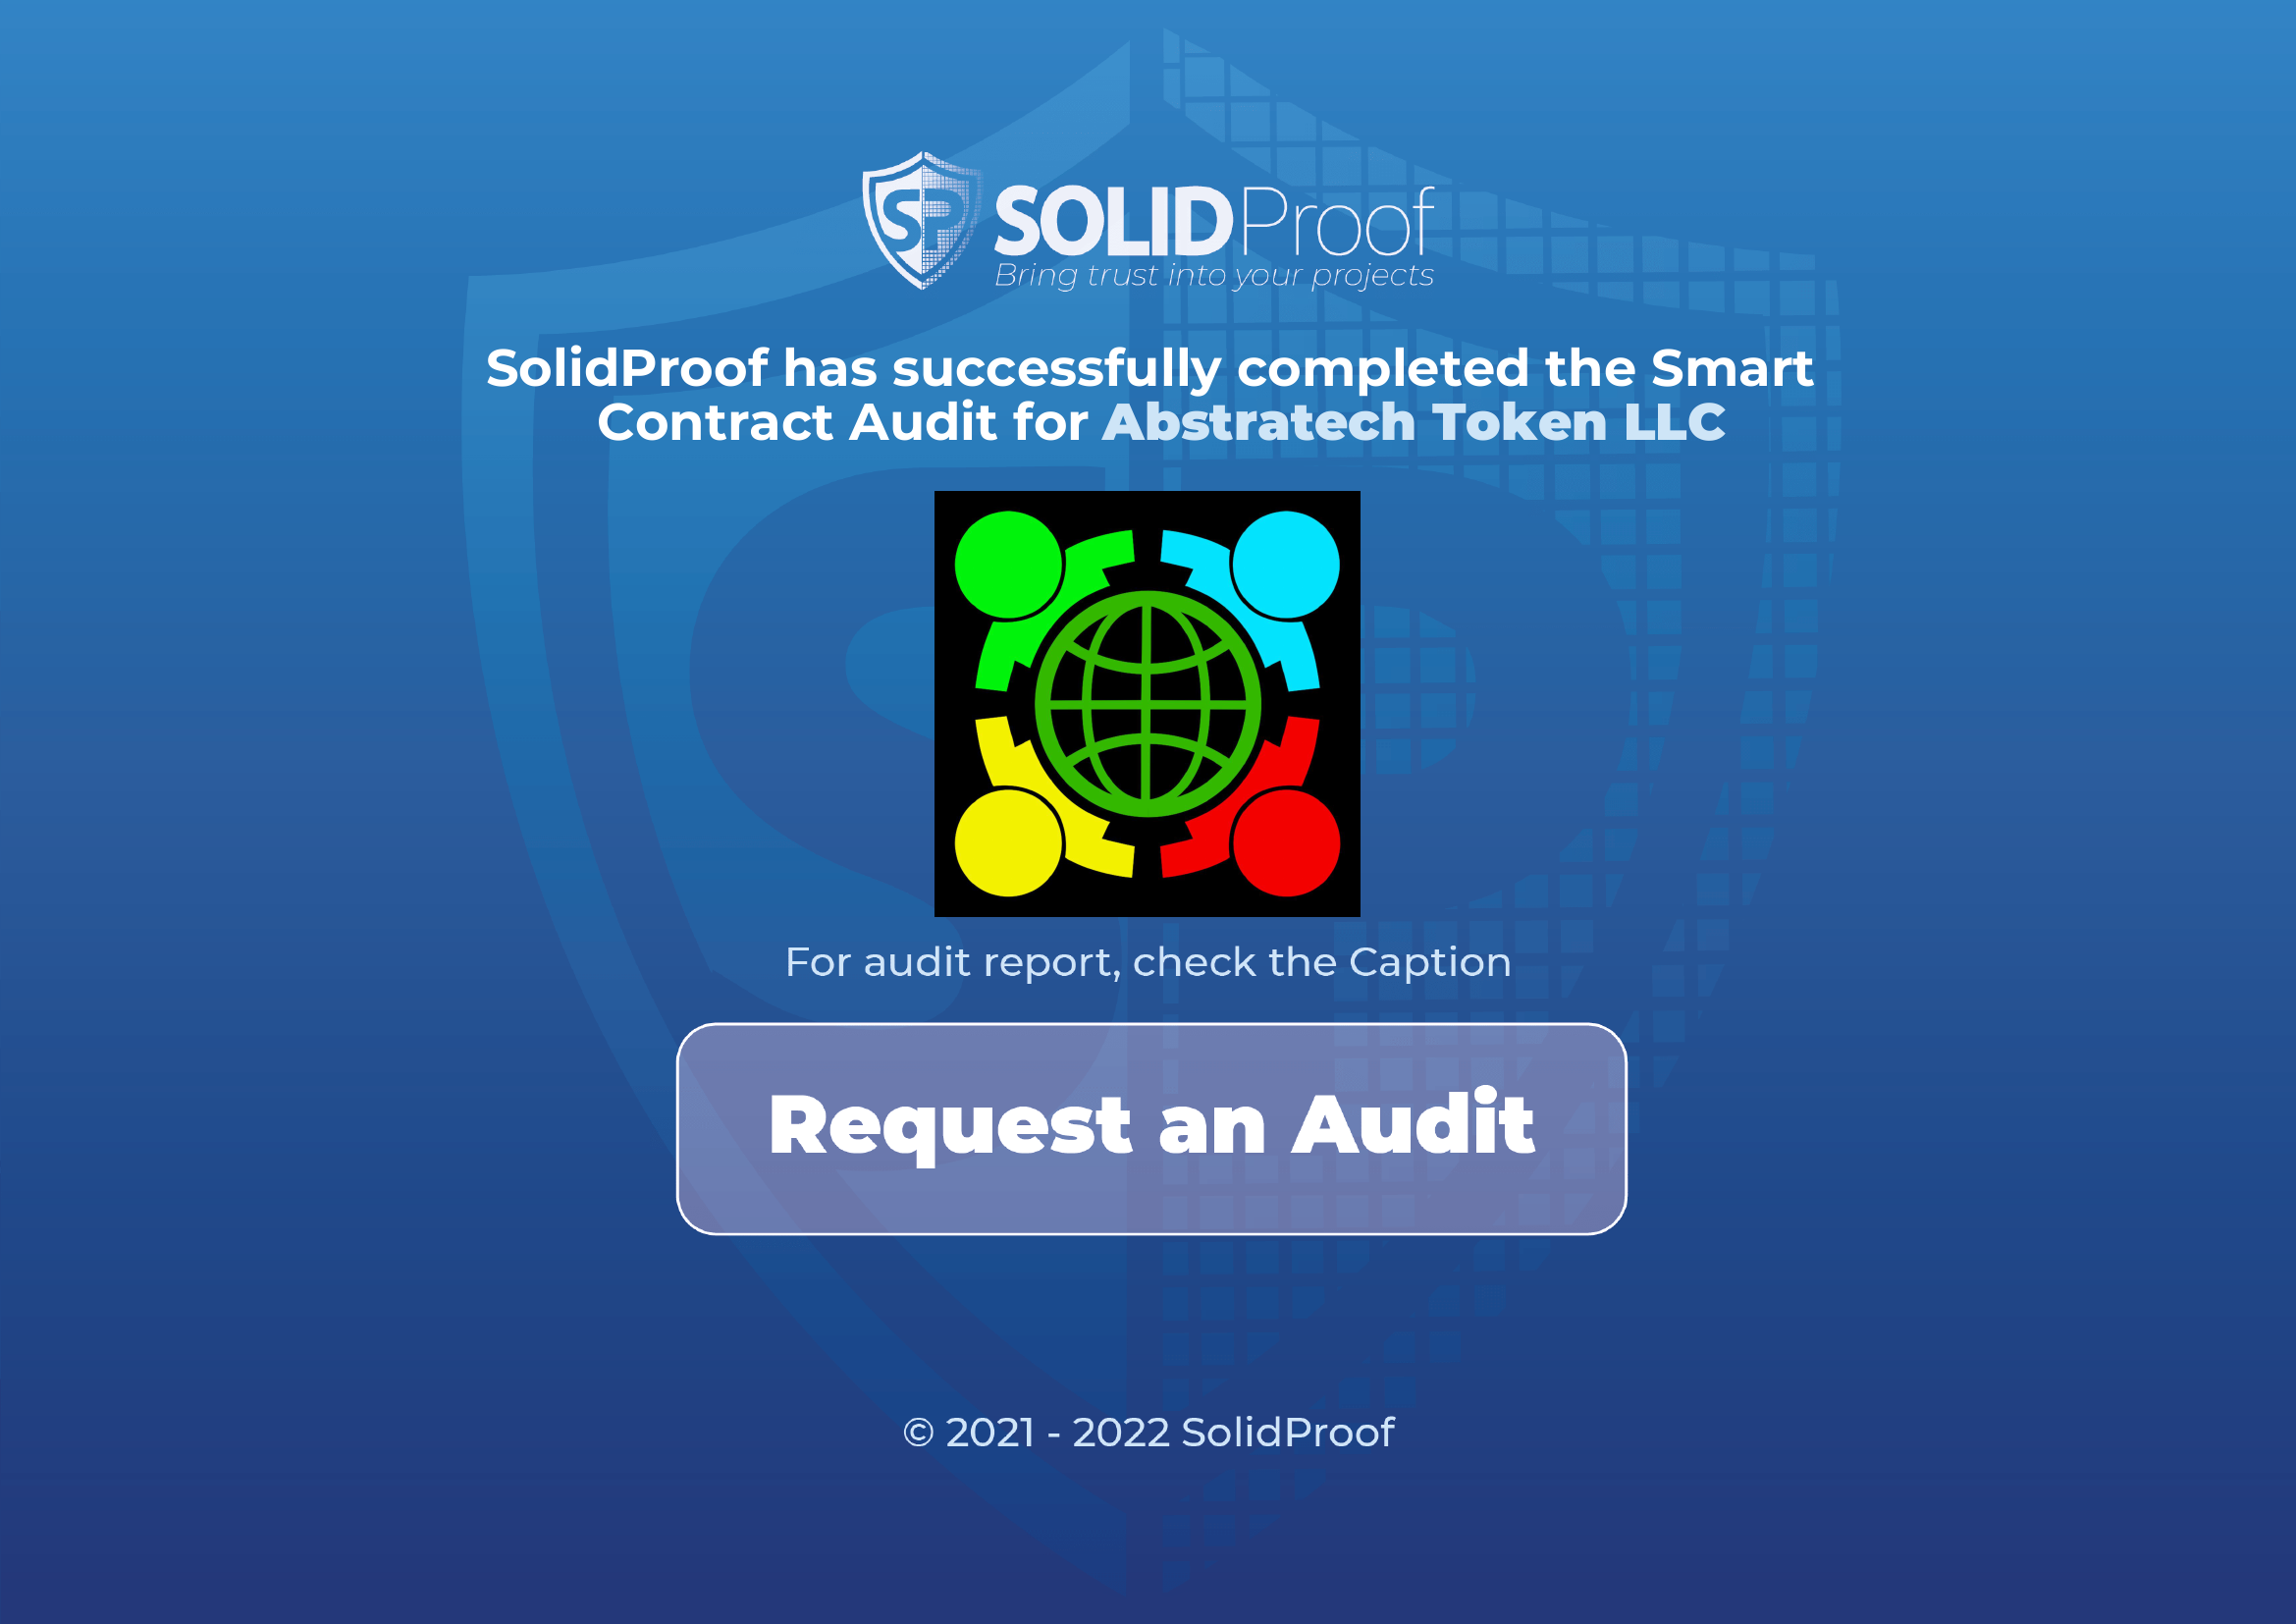 SP SOLIDProof
Bring trust into your projects
SolidProof has successfully completed the Smart
Contract Audit for Abstratech Token LLC
For audit report, check the Caption
Request an Audit
© 2021 - 2022 SolidProof